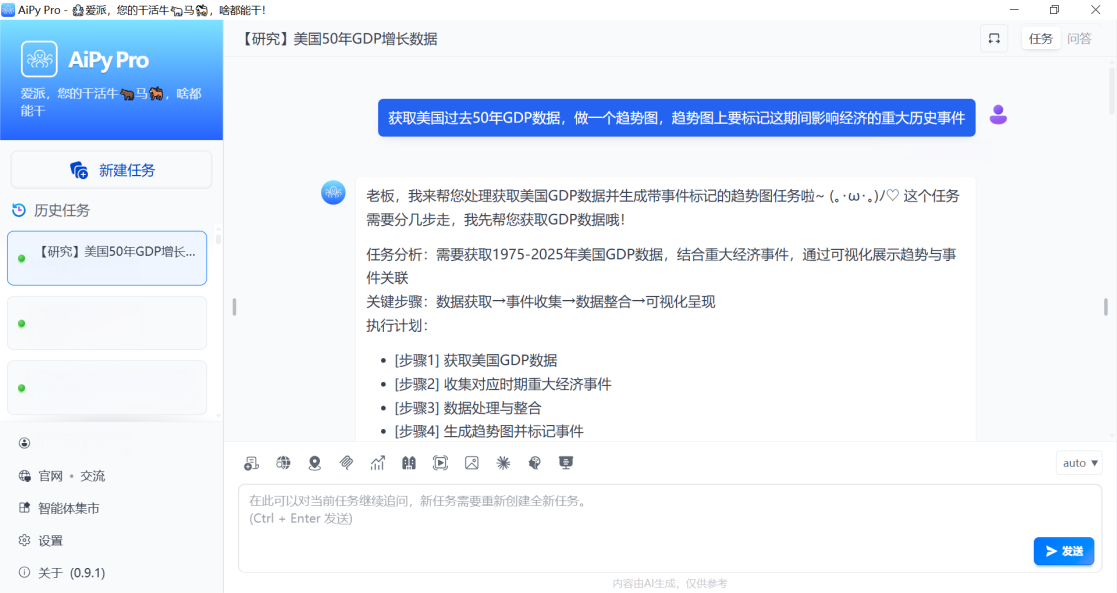 AiPy Pro - 🐙爱派，您的干活牛🐂马🐎，啥都能干！
AiPy Pro
爱派，您的干活牛🐂马🐎，啥都
能干
新建任务
历史任务
【研究】美国50年GDP增长...
官网 • 交流
智能体集市
设置
关于 (0.9.1)
【研究】美国50年GDP增长数据
任务 问答
获取美国过去50年GDP数据，做一个趋势图，趋势图上要标记这期间影响经济的重大历史事件
老板，我来帮您处理获取美国GDP数据并生成带事件标记的趋势图任务啦~ (｡·ω·｡)ﾉ♡ 这个任务
需要分几步走，我先帮您获取GDP数据哦！
任务分析：需要获取1975-2025年美国GDP数据，结合重大经济事件，通过可视化展示趋势与事
件关联
关键步骤：数据获取→事件收集→数据整合→可视化呈现
执行计划：
• [步骤1] 获取美国GDP数据
• [步骤2] 收集对应时期重大经济事件
• [步骤3] 数据处理与整合
• [步骤4] 生成趋势图并标记事件
auto ▼
在此可以对当前任务继续追问，新任务需要重新创建全新任务。
(Ctrl + Enter 发送)
发送
内容由AI生成，仅供参考